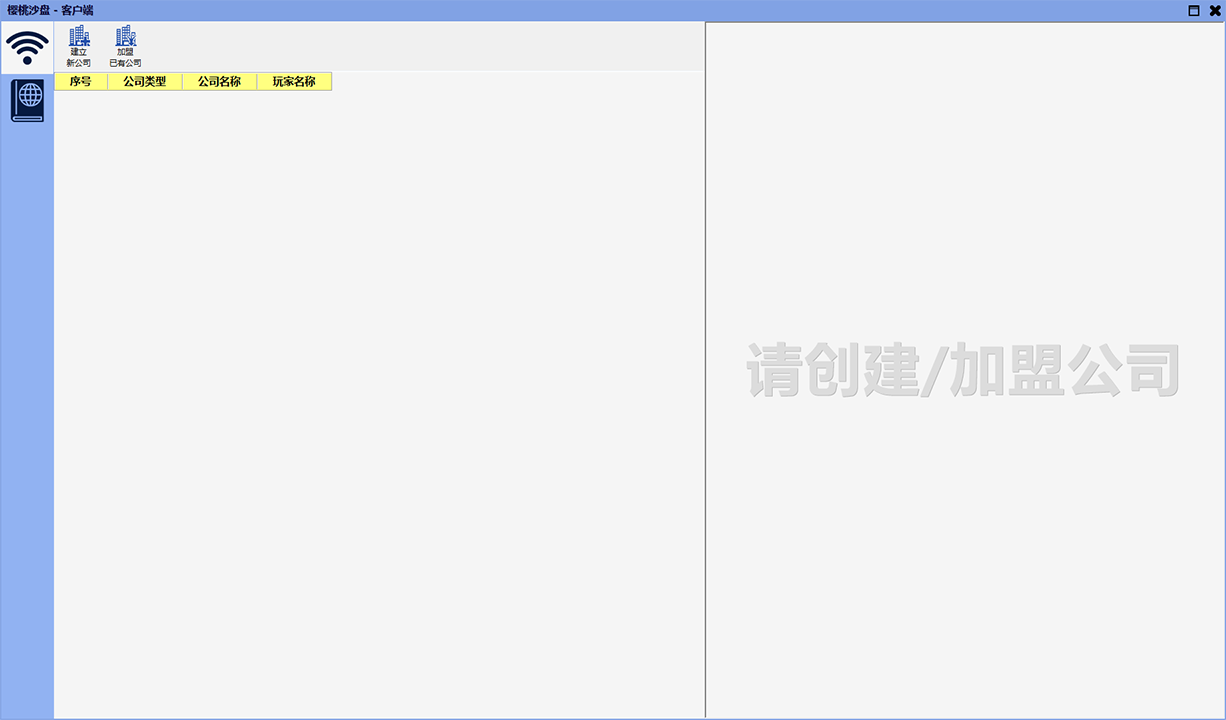 樱桃沙盘 - 客户端
建立
新公司
加盟
已有公司
序号 公司类型 公司名称 玩家名称
请创建/加盟公司